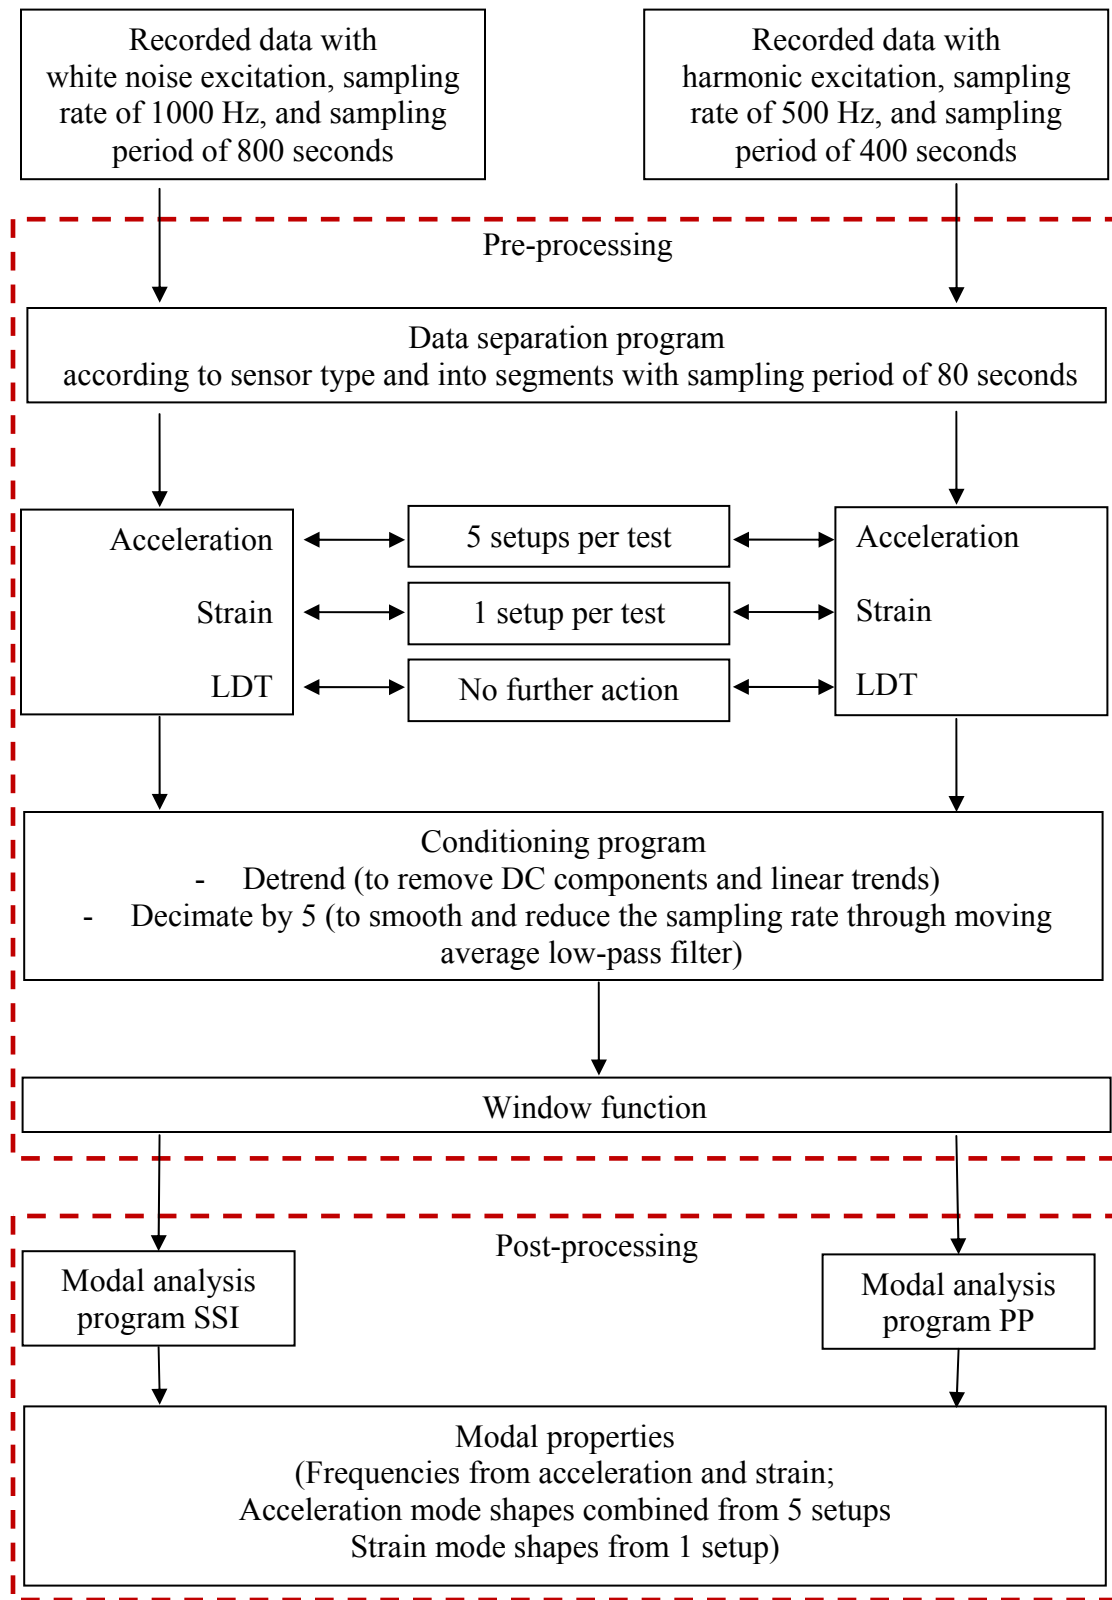 Recorded data with
white noise excitation, sampling
rate of 1000 Hz, and sampling
period of 800 seconds
Recorded data with
harmonic excitation, sampling
rate of 500 Hz, and sampling
period of 400 seconds
Pre-processing
Data separation program
according to sensor type and into segments with sampling period of 80 seconds
Acceleration
5 setups per test
Acceleration
Strain
1 setup per test
Strain
LDT
No further action
LDT
Conditioning program
- Detrend (to remove DC components and linear trends)
- Decimate by 5 (to smooth and reduce the sampling rate through moving
average low-pass filter)
Window function
Post-processing
Modal analysis
program SSI
Modal analysis
program PP
Modal properties
(Frequencies from acceleration and strain;
Acceleration mode shapes combined from 5 setups
Strain mode shapes from 1 setup)